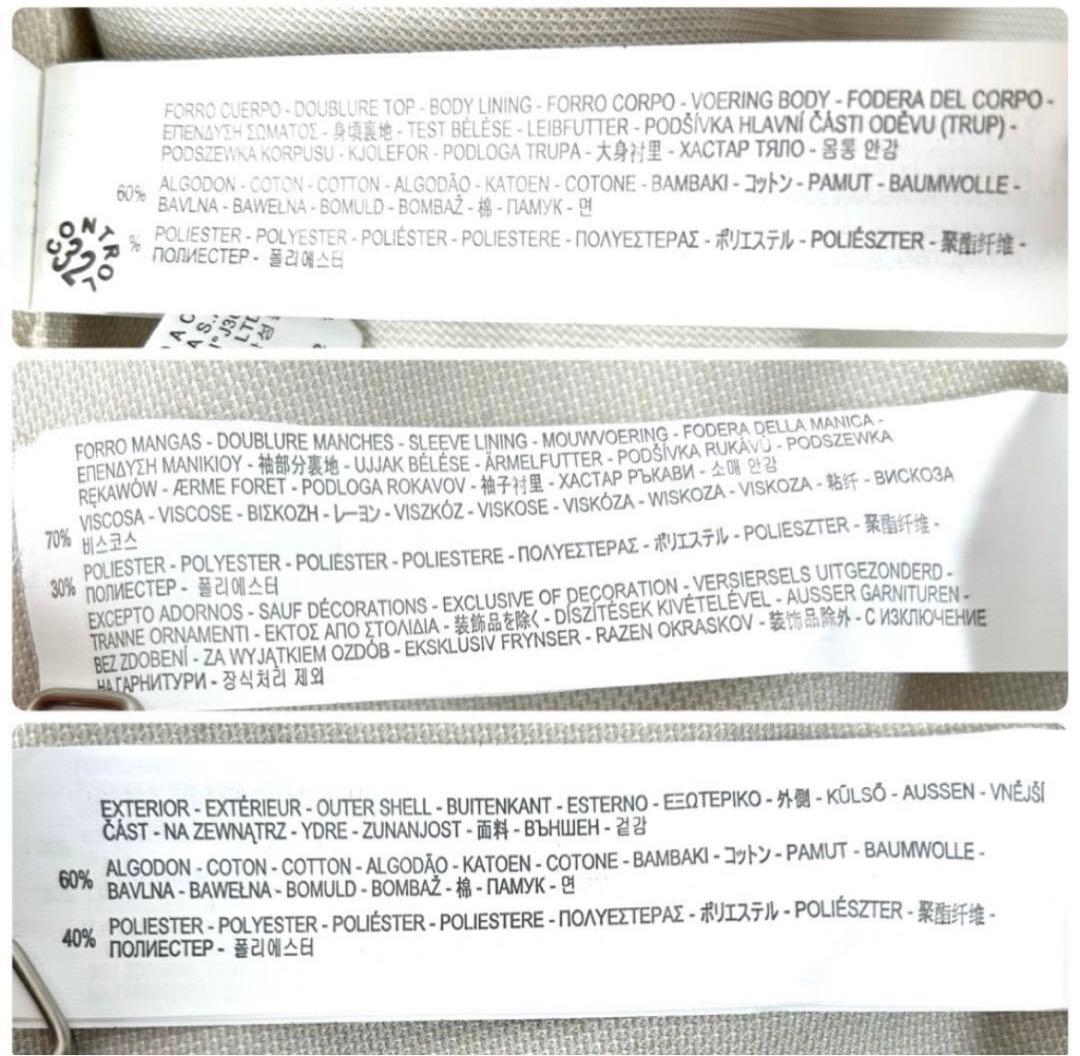 FORRO CUERPO - DOUBLURE TOP - BODY LINING - FORRO CORPO - VOERING BODY - FODERA DEL CORPO -
ΕΠΕΝΔΥΣΗ ΣΩΜΑΤΟΣ - 身頃裏地 - TEST BÉLÉSE - LEIBFUTTER - PODŠÍVKA HLAVNÍ ČÁSTI ODĚVU (TRUP) -
PODSZEWKA KORPUSU - KJOLEFOR - PODLOGA TRUPA - 大身衬里 - ХАСТАР ТЯЛО - 몸통 안감
60% ALGODON - COTON - COTTON - ALGODÃO - KATOEN - COTONE - BAMBAKI - コットン - PAMUT - BAUMWOLLE -
BAVLNA - BAWEŁNA - BOMULD - BOMBAŽ - 棉 - ПАМУК - 면
% POLIESTER - POLYESTER - POLIÉSTER - POLIESTERE - ΠΟΛΥΕΣΤΕΡΑΣ - ポリエステル - POLIÉSZTER - 聚酯纤维 -
ПОЛИЕСТЕР - 폴리에스터
CONTROL
032
LTD
FORRO MANGAS - DOUBLURE MANCHES - SLEEVE LINING - MOUWVOERING - FODERA DELLA MANICA -
ΕΠΕΝΔΥΣΗ ΜΑΝΙΚΙΟΥ - 袖部分裏地 - UJJAK BÉLÉSE - ÄRMELFUTTER - PODŠÍVKA RUKÁVŮ - PODSZEWKA
RĘKAWÓW - ÆRME FORET - PODLOGA ROKAVOV - 袖子衬里 - ХАСТАР РЪКАВИ - 소매 안감
VISCOSA - VISCOSE - ΒΙΣΚΟΖΗ - レーヨン - VISZKÓZ - VISKOSE - VISKÓZA - WISKOZA - VISKOZA - 粘纤 - ВИСКОЗА
70% 비스코스
POLIESTER - POLYESTER - POLIESTER - POLIESTERE - ΠΟΛΥΕΣΤΕΡΑΣ - ポリエステル - POLIESZTER - 聚酯纤维 -
30% ПОЛИЕСТЕР - 폴리에스터
EXCEPTO ADORNOS - SAUF DÉCORATIONS - EXCLUSIVE OF DECORATION - VERSIERSELS UITGEZONDERD -
TRANNE ORNAMENTI - ΕΚΤΟΣ ΑΠΟ ΣΤΟΛΙΔΙΑ - 装飾品を除く - DÍSZÍTÉSEK KIVÉTELÉVEL - AUSSER GARNITUREN -
BEZ ZDOBENÍ - ZA WYJĄTKIEM OZDÓB - EKSKLUSIV FRYNSER - RAZEN OKRASKOV - 装饰品除外 - С ИЗКЛЮЧЕНИЕ
НА ГАРНИТУРИ - 장식처리 제외
EXTERIOR - EXTÉRIEUR - OUTER SHELL - BUITENKANT - ESTERNO - ΕΞΩΤΕΡΙΚΟ - 外側 - KÜLSŐ - AUSSEN - VNĚJŠÍ
ČÁST - NA ZEWNĄTRZ - YDRE - ZUNANJOST - 面料 - ВЪНШЕН - 겉감
60% ALGODON - COTON - COTTON - ALGODÃO - KATOEN - COTONE - BAMBAKI - コットン - PAMUT - BAUMWOLLE -
BAVLNA - BAWEŁNA - BOMULD - BOMBAŽ - 棉 - ПАМУК - 면
40% POLIESTER - POLYESTER - POLIÉSTER - POLIESTERE - ΠΟΛΥΕΣΤΕΡΑΣ - ポリエステル - POLIÉSZTER - 聚酯纤维 -
ПОЛИЕСТЕР - 폴리에스터